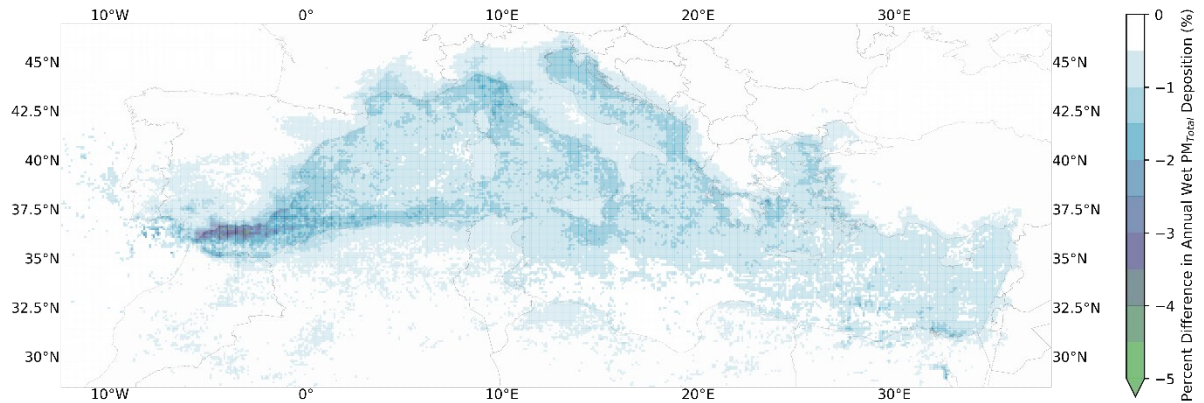 10°W 0° 10°E 20°E 30°E
45°N 45°N
42.5°N 42.5°N
40°N 40°N
37.5°N 37.5°N
35°N 35°N
32.5°N 32.5°N
30°N 30°N
10°W 0° 10°E 20°E 30°E
0
−1
−2
−3
−4
−5
Percent Difference in Annual Wet PM_Total Deposition (%)